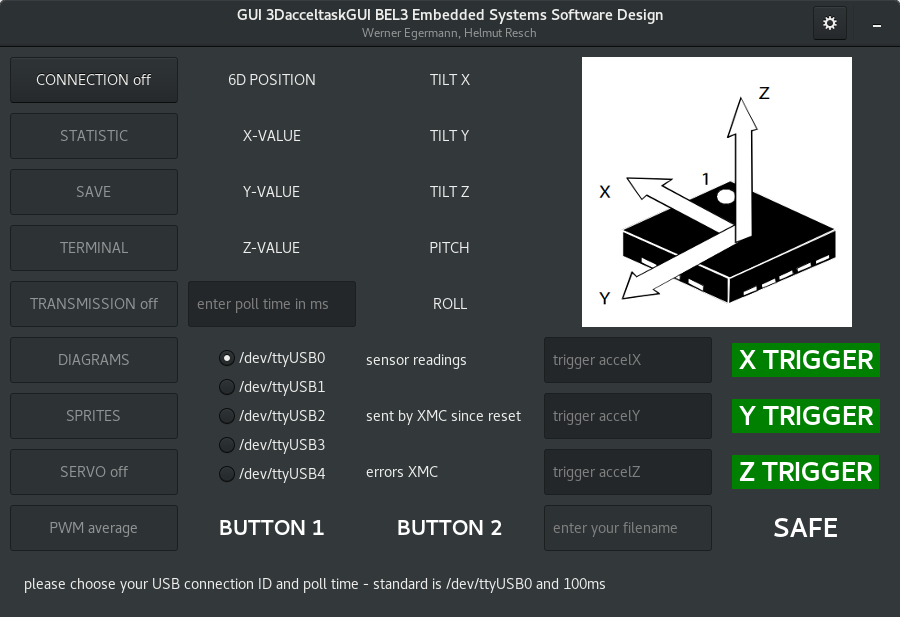 GUI 3DacceltaskGUI BEL3 Embedded Systems Software Design
Werner Egermann, Helmut Resch
CONNECTION off
6D POSITION
TILT X
STATISTIC
X-VALUE
TILT Y
SAVE
Y-VALUE
TILT Z
TERMINAL
Z-VALUE
PITCH
TRANSMISSION off
enter poll time in ms
ROLL
Z
1
X
Y
DIAGRAMS
/dev/ttyUSB0
sensor readings
trigger accelX
X TRIGGER
/dev/ttyUSB1
SPRITES
/dev/ttyUSB2
sent by XMC since reset
trigger accelY
Y TRIGGER
/dev/ttyUSB3
SERVO off
/dev/ttyUSB4
errors XMC
trigger accelZ
Z TRIGGER
PWM average
BUTTON 1
BUTTON 2
enter your filename
SAFE
please choose your USB connection ID and poll time - standard is /dev/ttyUSB0 and 100ms